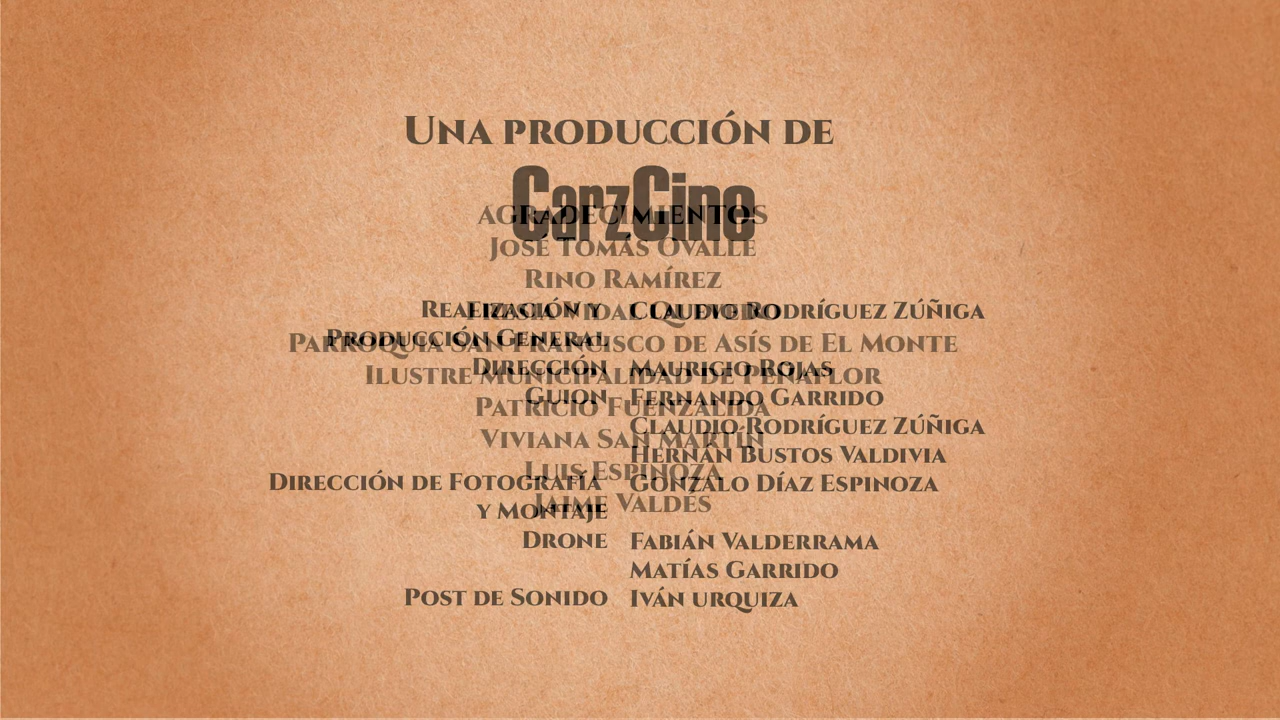 Una producción de
CarzCine
Realización y Claudio Rodríguez Zúñiga
Producción General
Dirección Mauricio Rojas
Guion Fernando Garrido
Claudio Rodríguez Zúñiga
Hernán Bustos Valdivia
Dirección de Fotografía Gonzalo Díaz Espinoza
y Montaje
Drone Fabián Valderrama
Matías Garrido
Post de Sonido Iván urquiza
Agradecimientos
José Tomás Ovalle
Rino Ramírez
Vidal
Parroquia San Francisco de Asís de El Monte
Ilustre Municipalidad de Peñaflor
Patricio Fuenzalida
Viviana San Martín
Luis Espinoza
Jaime Valdés